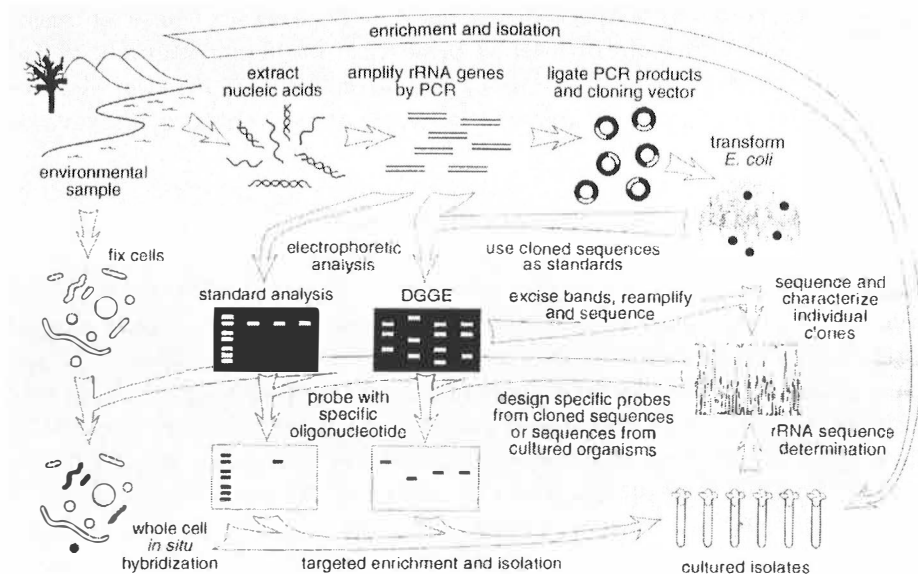 enrichment and isolation
extract
nucleic acids
amplify rRNA genes
by PCR
ligate PCR products
and cloning vector
transform
E. coli
environmental
sample
fix cells
electrophoretic
analysis
use cloned sequences
as standards
standard analysis
DGGE
excise bands, reamplify
and sequence
sequence and
characterize
individual
clones
probe with
specific
oligonucleotide
design specific probes
from cloned sequences
or sequences from
cultured organisms
rRNA sequence
determination
whole cell
in situ
hybridization
targeted enrichment and isolation
cultured isolates